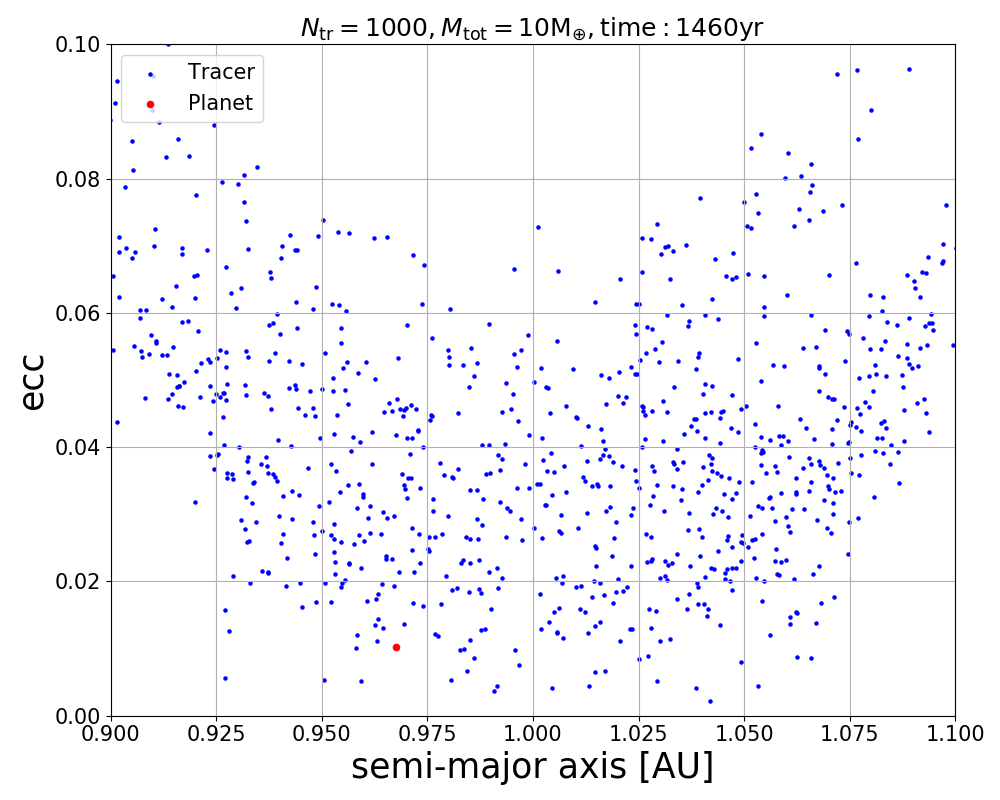 N_tr = 1000, M_tot = 10M_⊕, time : 1460yr
Tracer
Planet
ecc
0.10
0.08
0.06
0.04
0.02
0.00
0.900 0.925 0.950 0.975 1.000 1.025 1.050 1.075 1.100
semi-major axis [AU]